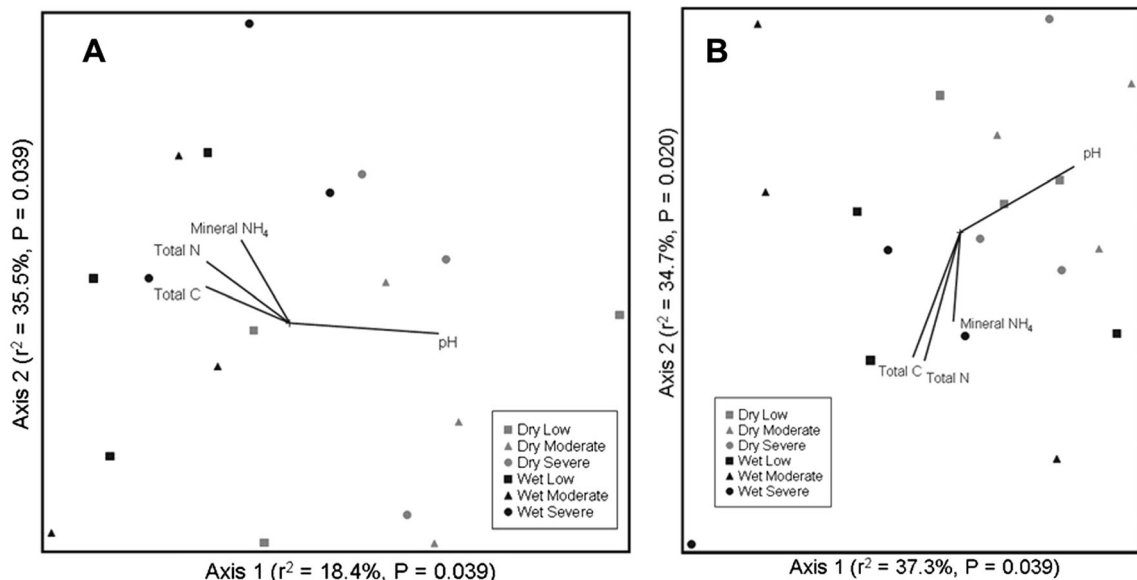 A
Axis 2 (r² = 35.5%, P = 0.039)
Mineral NH₄
Total N
Total C
pH
Dry Low
Dry Moderate
Dry Severe
Wet Low
Wet Moderate
Wet Severe
Axis 1 (r² = 18.4%, P = 0.039)
B
Axis 2 (r² = 34.7%, P = 0.020)
pH
Mineral NH₄
Total C Total N
Dry Low
Dry Moderate
Dry Severe
Wet Low
Wet Moderate
Wet Severe
Axis 1 (r² = 37.3%, P = 0.039)